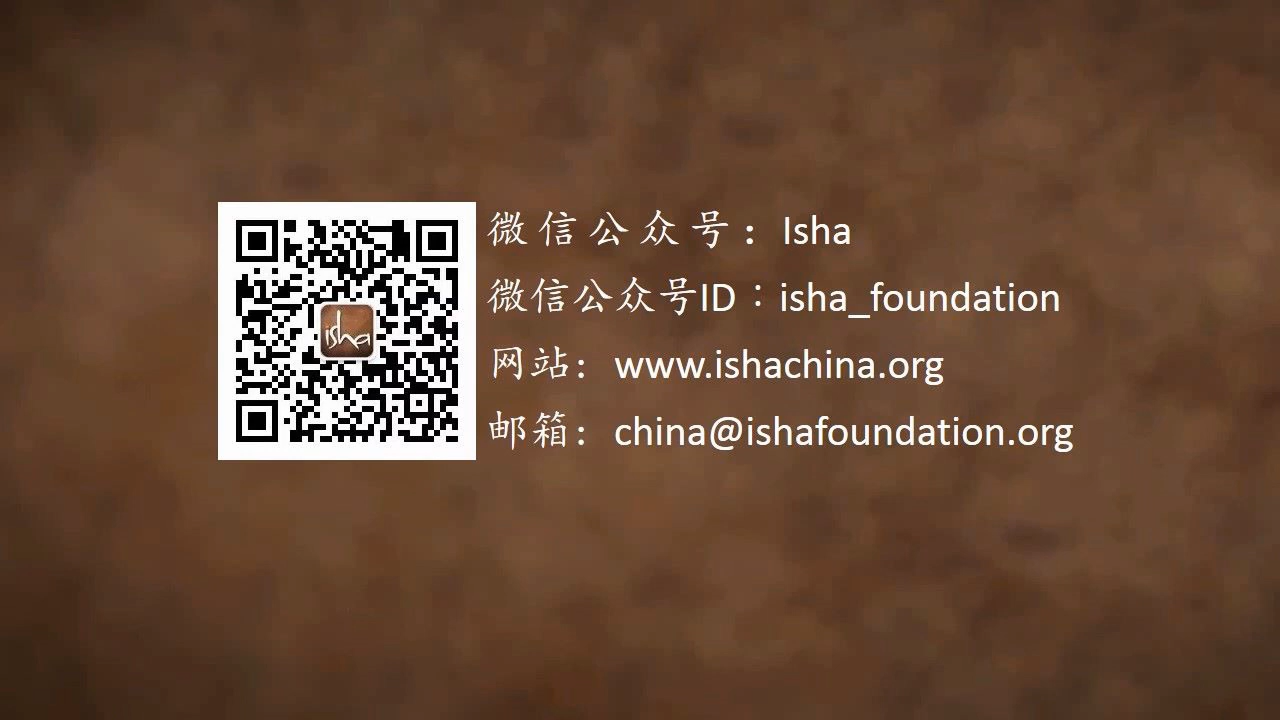 isha
微信公众号：Isha
微信公众号ID：isha_foundation
网站：www.ishachina.org
邮箱：china@ishafoundation.org